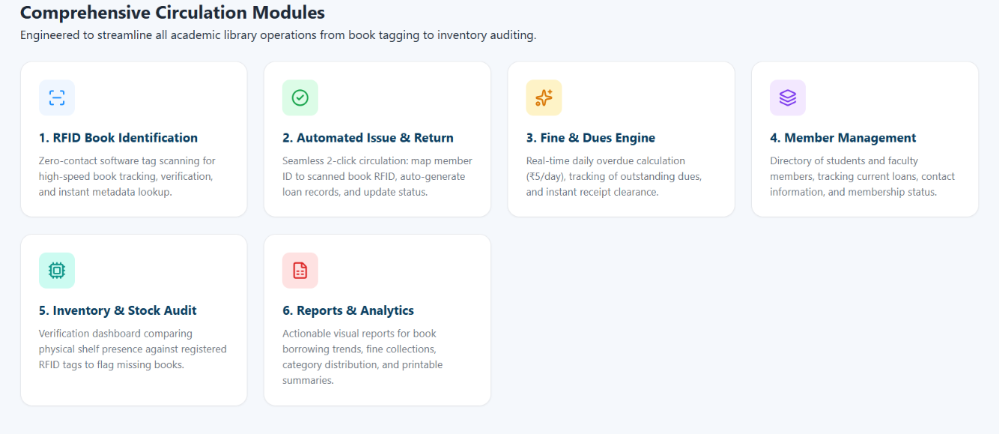 Comprehensive Circulation Modules
Engineered to streamline all academic library operations from book tagging to inventory auditing.
1. RFID Book Identification
Zero-contact software tag scanning for
high-speed book tracking, verification,
and instant metadata lookup.
2. Automated Issue & Return
Seamless 2-click circulation: map member
ID to scanned book RFID, auto-generate
loan records, and update status.
3. Fine & Dues Engine
Real-time daily overdue calculation
(₹5/day), tracking of outstanding dues,
and instant receipt clearance.
4. Member Management
Directory of students and faculty
members, tracking current loans, contact
information, and membership status.
5. Inventory & Stock Audit
Verification dashboard comparing
physical shelf presence against registered
RFID tags to flag missing books.
6. Reports & Analytics
Actionable visual reports for book
borrowing trends, fine collections,
category distribution, and printable
summaries.